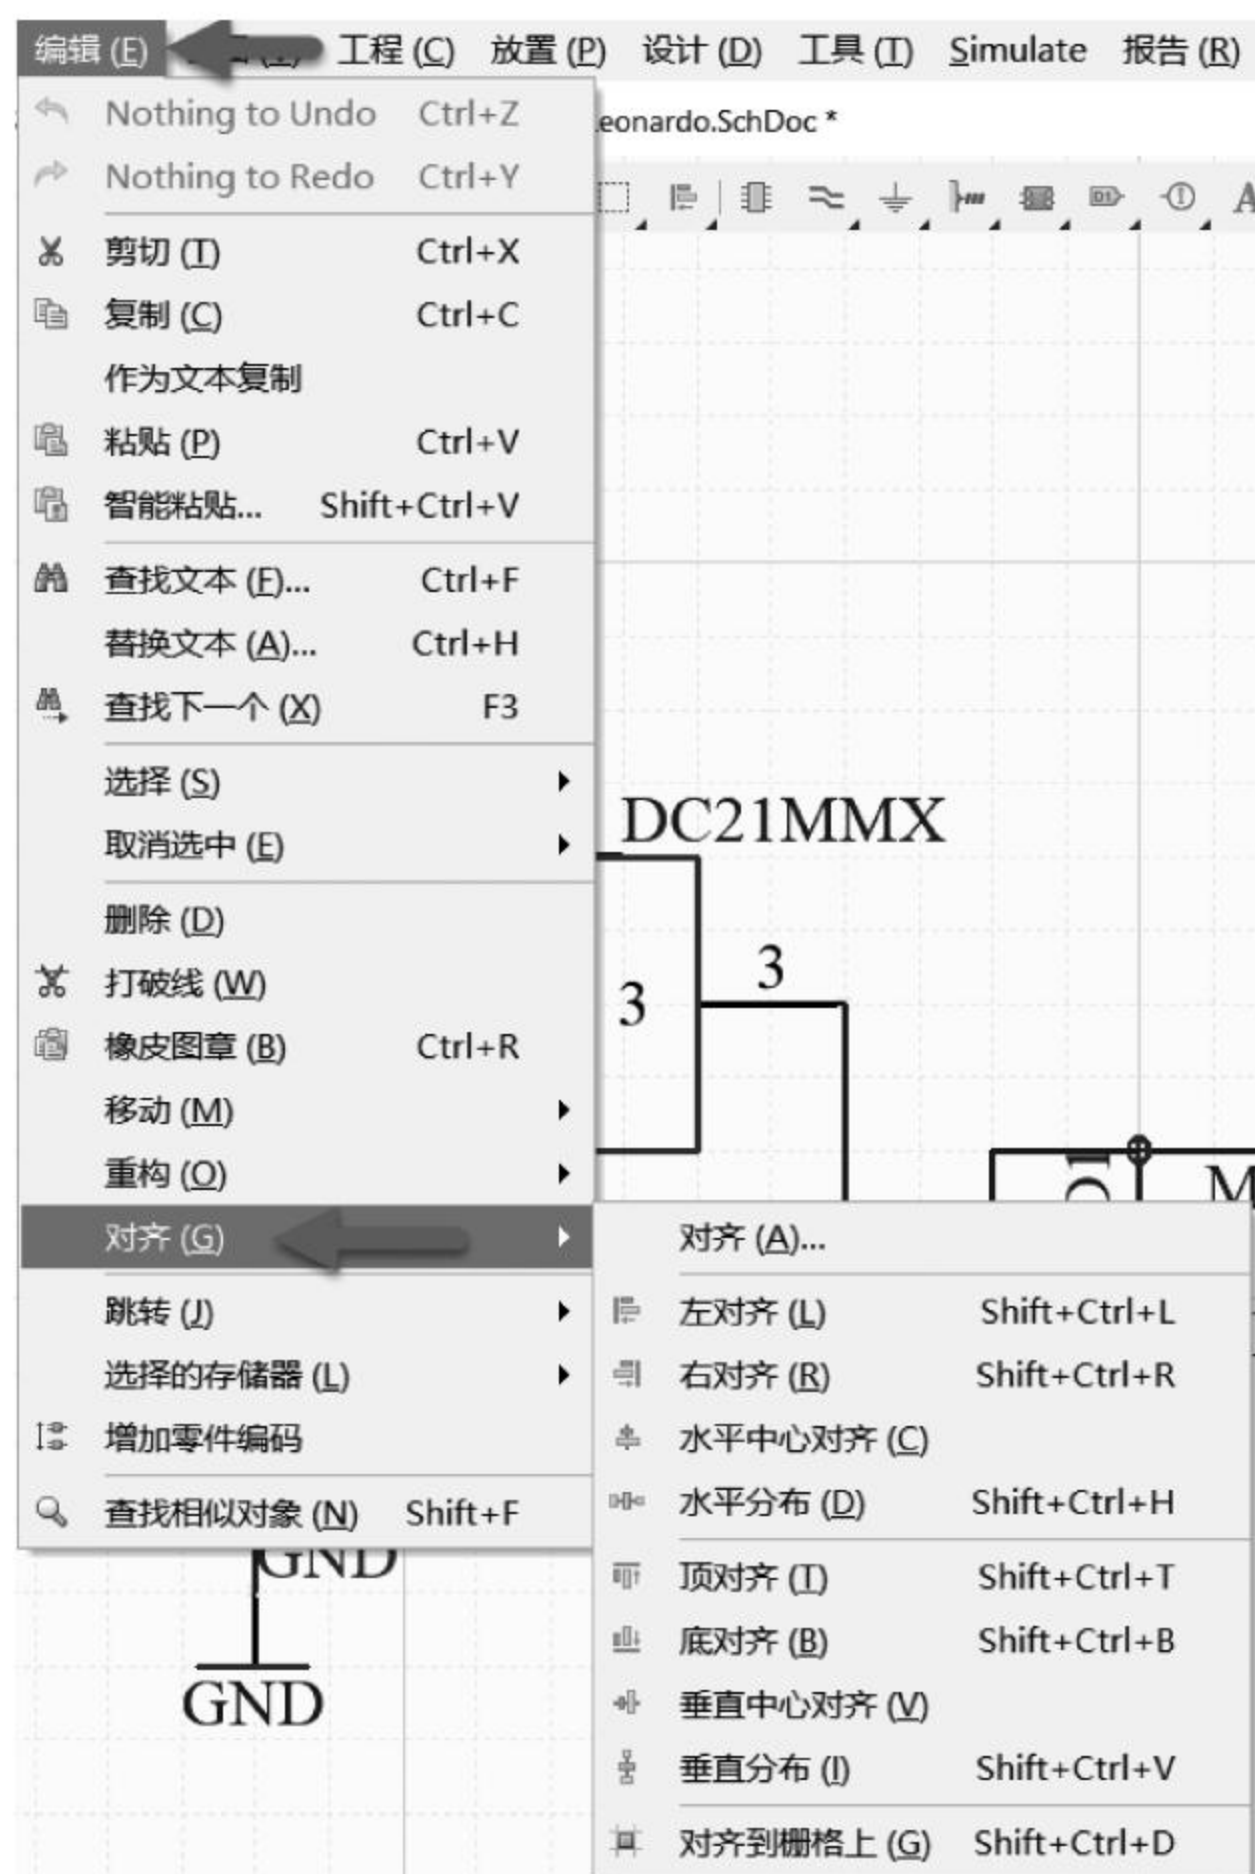 编辑 (E) 工程 (C) 放置 (P) 设计 (D) 工具 (T) Simulate 报告 (R)
Nothing to Undo Ctrl+Z
eonardo.SchDoc *
Nothing to Redo Ctrl+Y
剪切 (T) Ctrl+X
复制 (C) Ctrl+C
作为文本复制
粘贴 (P) Ctrl+V
智能粘贴... Shift+Ctrl+V
查找文本 (F)... Ctrl+F
替换文本 (A)... Ctrl+H
查找下一个 (X) F3
选择 (S)
取消选中 (E)
DC21MMX
删除 (D)
打破线 (W)
3
3
橡皮图章 (B) Ctrl+R
移动 (M)
重构 (O)
对齐 (G)
跳转 (J)
选择的存储器 (L)
增加零件编码
查找相似对象 (N) Shift+F
GND
GND
对齐 (A)...
左对齐 (L) Shift+Ctrl+L
右对齐 (R) Shift+Ctrl+R
水平中心对齐 (C)
水平分布 (D) Shift+Ctrl+H
顶对齐 (T) Shift+Ctrl+T
底对齐 (B) Shift+Ctrl+B
垂直中心对齐 (V)
垂直分布 (I) Shift+Ctrl+V
对齐到栅格上 (G) Shift+Ctrl+D